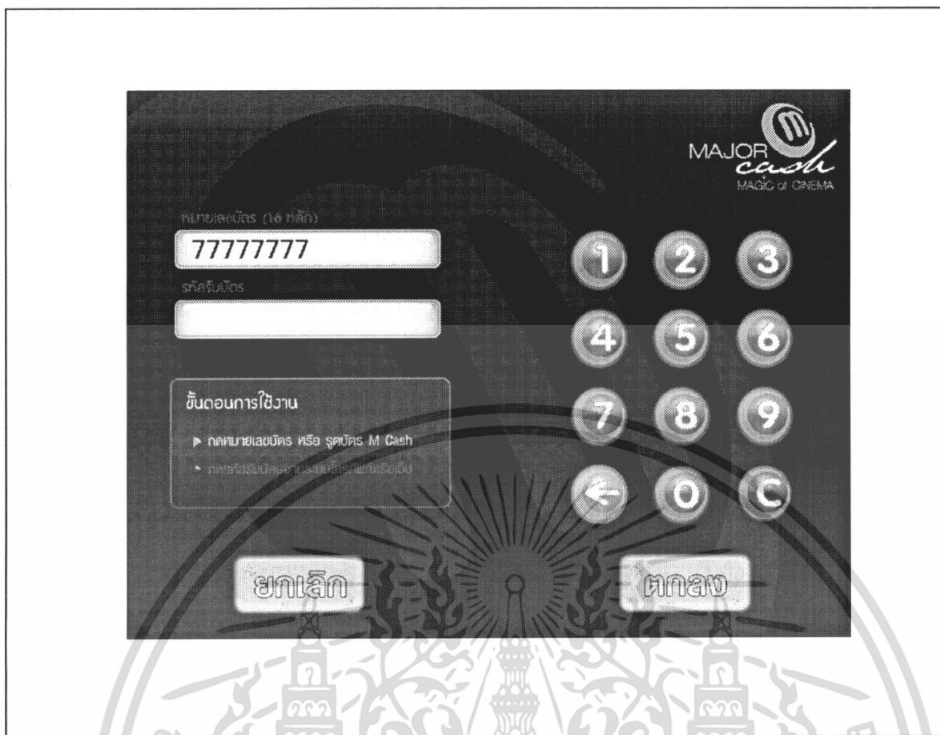 MAJOR
cash
MAGIC of CINEMA
หมายเลขบัตร (16 หลัก)
77777777
รหัสรับบัตร
ขั้นตอนการใช้งาน
▶ กดหมายเลขบัตร หรือ รูดบัตร M Cash
1 2 3
4 5 6
7 8 9
← 0 C
ยกเลิก
ตกลง